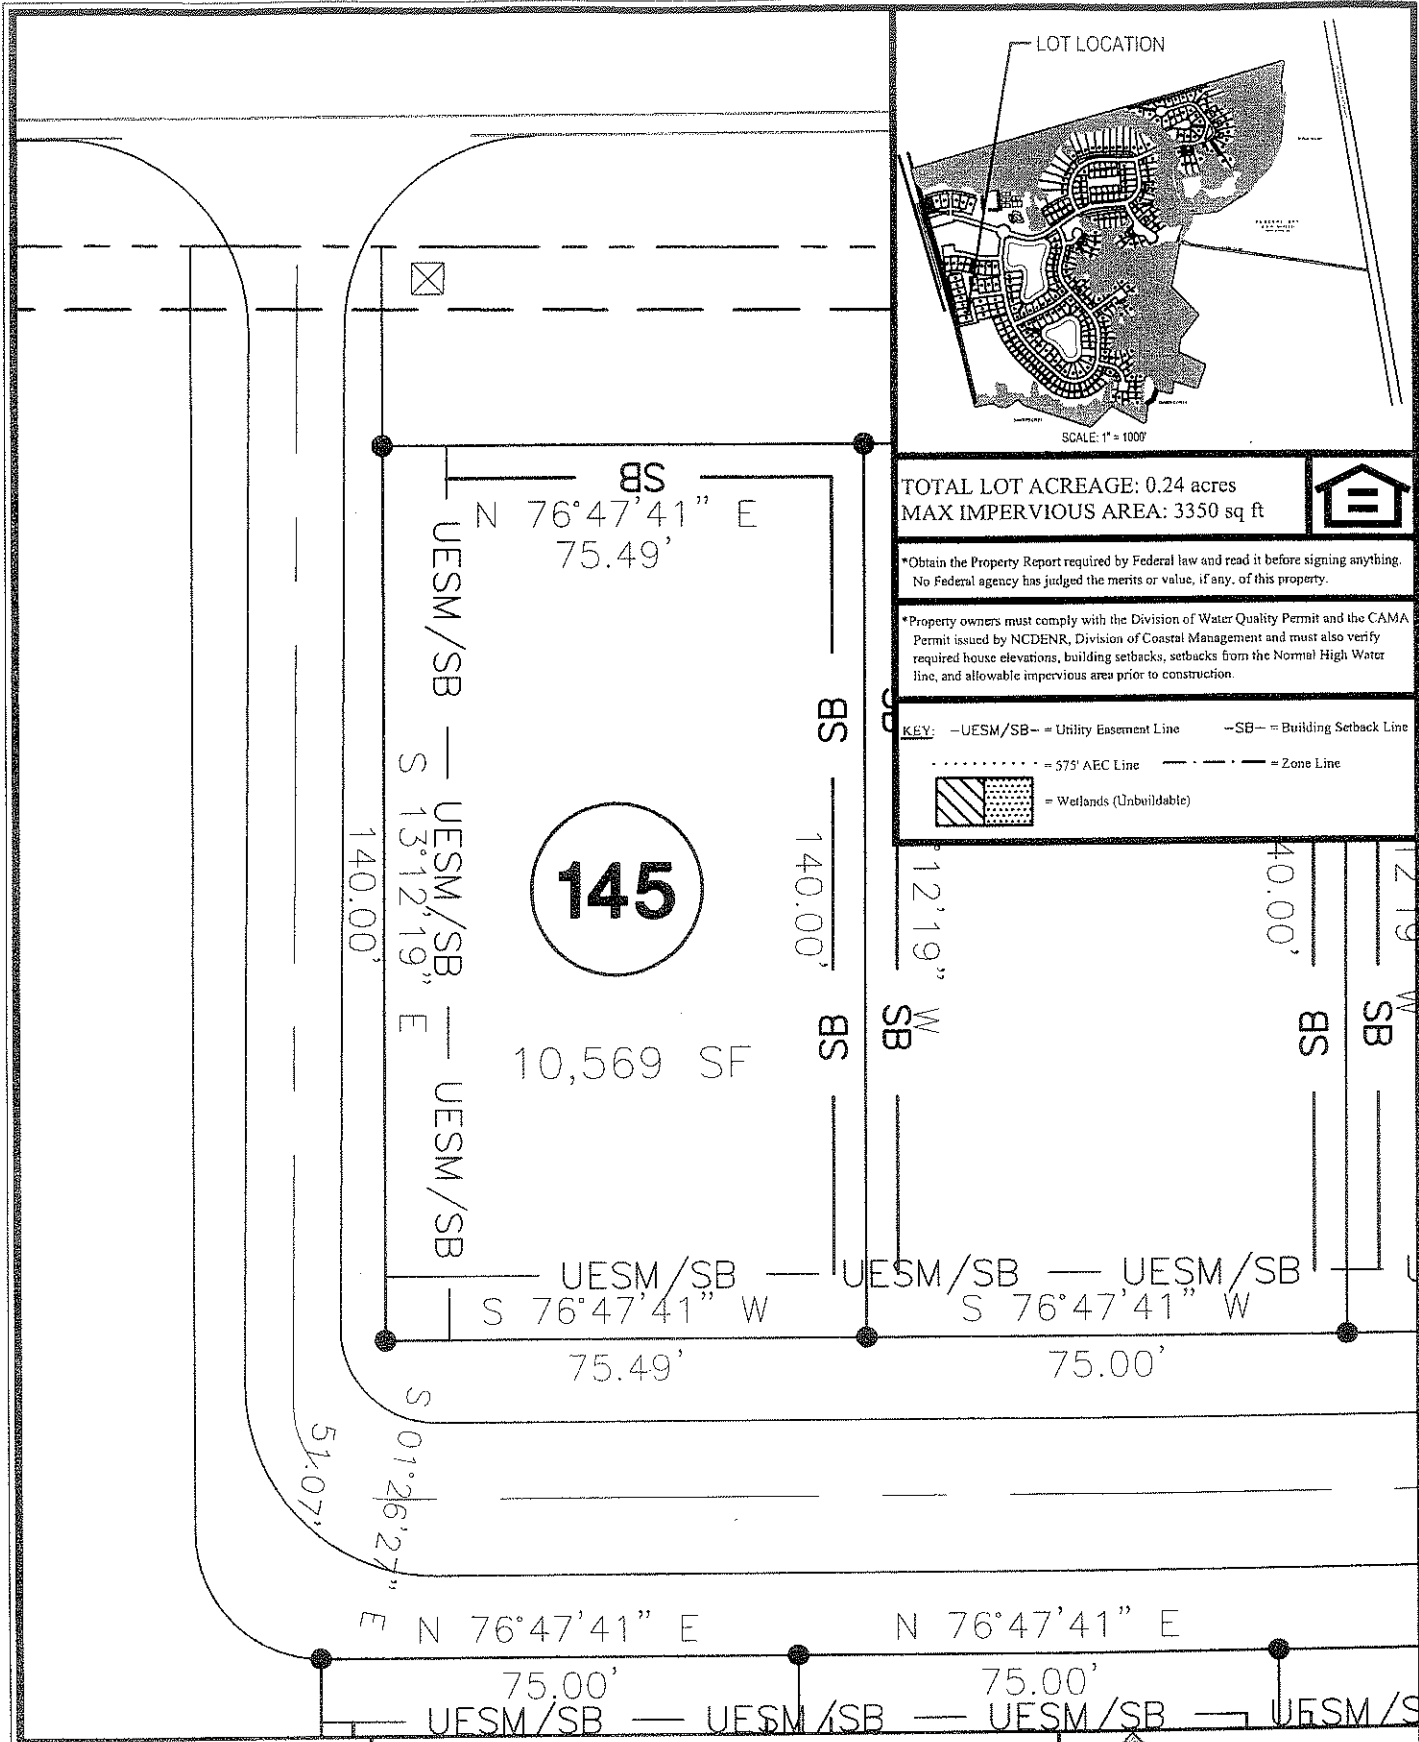 LOT LOCATION
SCALE: 1" = 1000'
TOTAL LOT ACREAGE: 0.24 acres
MAX IMPERVIOUS AREA: 3350 sq ft
*Obtain the Property Report required by Federal law and read it before signing anything.
No Federal agency has judged the merits or value, if any, of this property.
*Property owners must comply with the Division of Water Quality Permit and the CAMA
Permit issued by NCDENR, Division of Coastal Management and must also verify
required house elevations, building setbacks, setbacks from the Normal High Water
line, and allowable impervious area prior to construction.
KEY: -UESM/SB- = Utility Easement Line -SB- = Building Setback Line
= 575' AEC Line = Zone Line
= Wetlands (Unbuildable)
SB
N 76°47'41" E
75.49'
UESM/SB
UESM/SB
UESM/SB
S 13°12'19" E
140.00'
145
10,569 SF
SB
SB
140.00'
SB
SB
°12'19" W
40.00'
SB
SB
12'19 W
UESM/SB UESM/SB UESM/SB
S 76°47'41" W S 76°47'41" W
75.49' 75.00'
S 01°26'27" E
51.07'
N 76°47'41" E N 76°47'41" E
75.00' 75.00'
UESM/SB UESM/SB UESM/SB UESM/S